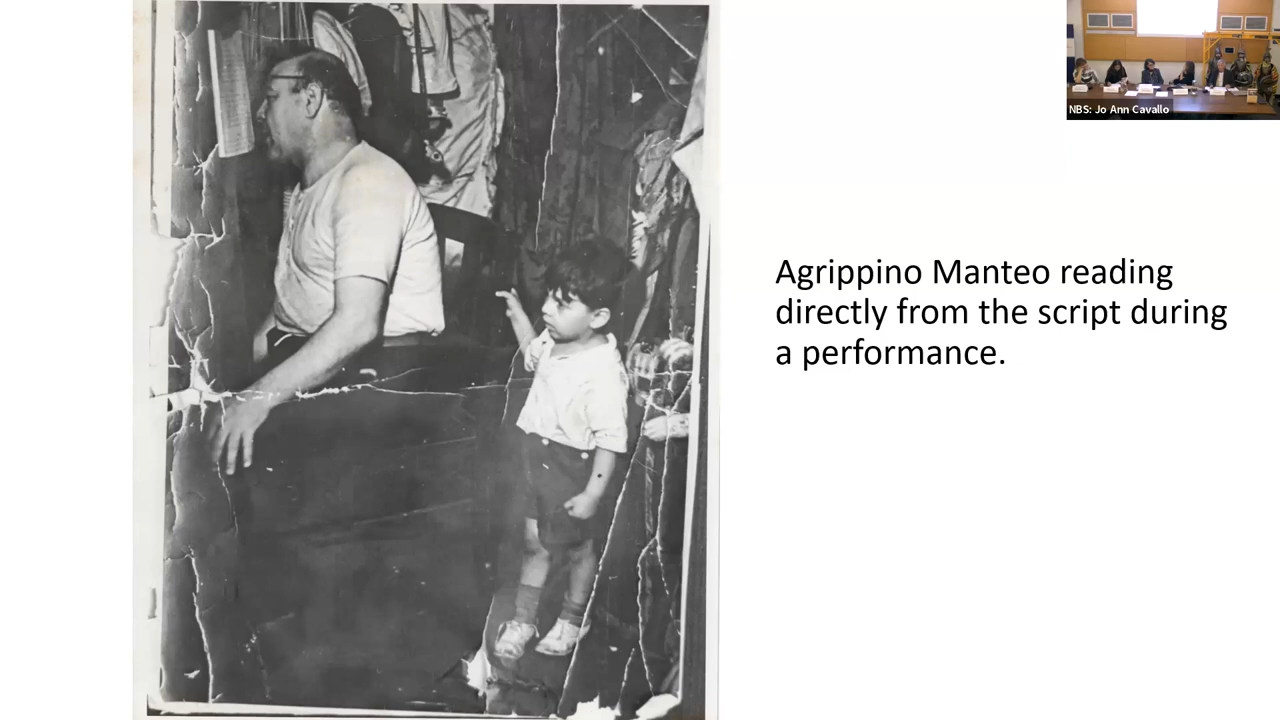 NBS: Jo Ann Cavallo
Agrippino Manteo reading
directly from the script during
a performance.